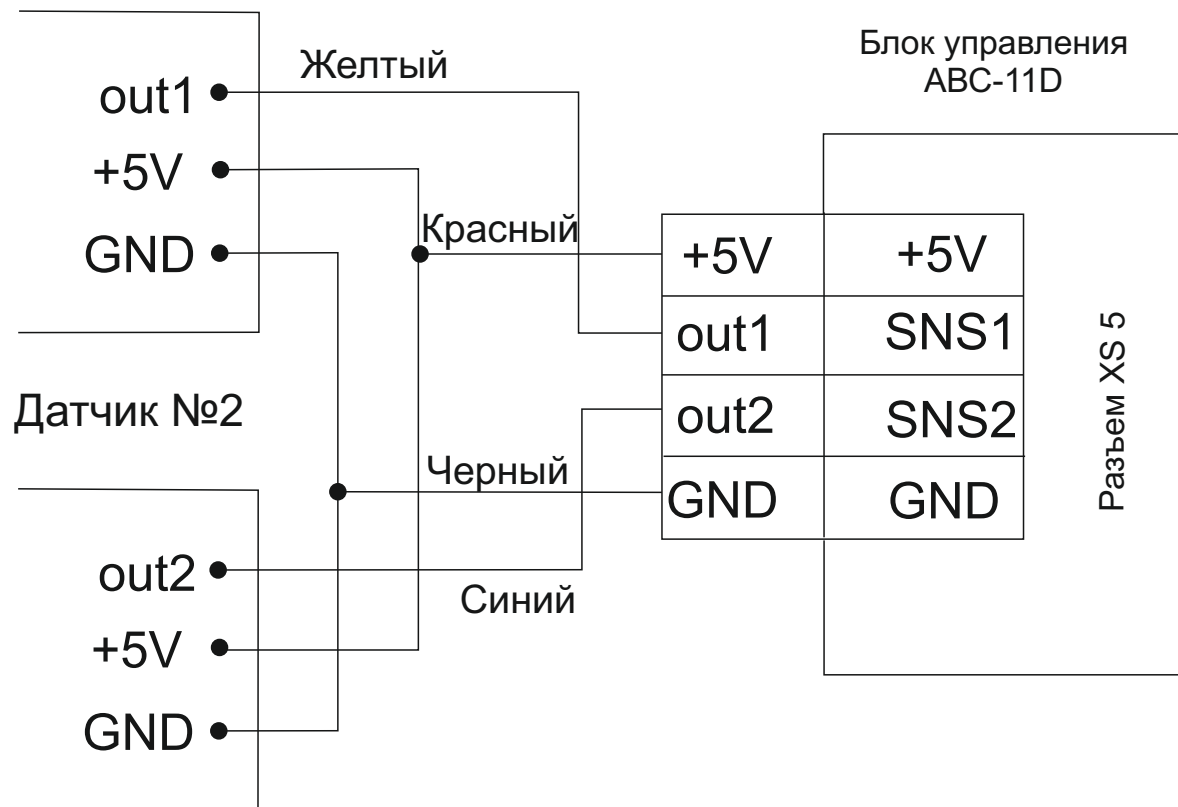 Желтый
out1
+5V
GND
Датчик №2
out2
+5V
GND
Красный
Черный
Синий
Блок управления
ABC-11D
+5V +5V
out1 SNS1
out2 SNS2
GND GND
Разъем XS 5